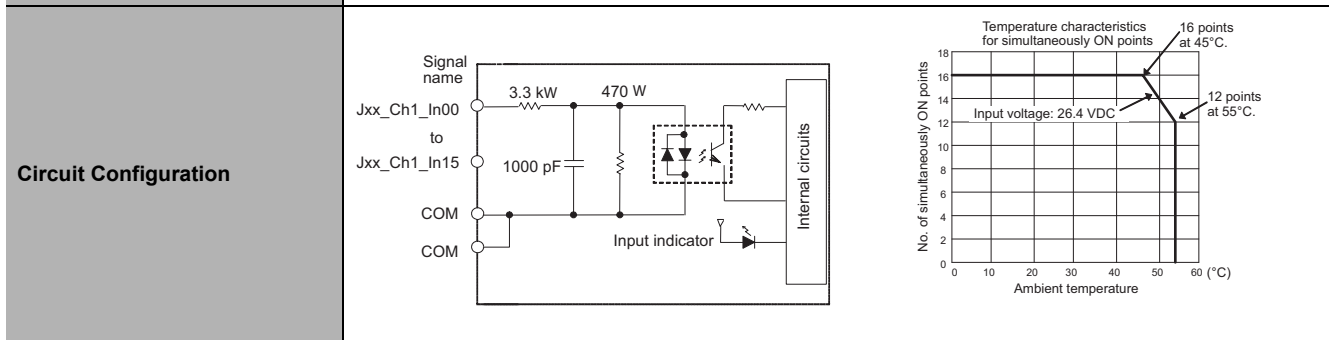 Circuit Configuration
Signal
name
Jxx_Ch1_In00
to
Jxx_Ch1_In15
COM
COM
3.3 kW
470 W
1000 pF
Input indicator
Internal circuits
Temperature characteristics
for simultaneously ON points
16 points
at 45°C.
12 points
at 55°C.
Input voltage: 26.4 VDC
No. of simultaneously ON points
18
16
14
12
10
8
6
4
2
0
0 10 20 30 40 50 60 (°C)
Ambient temperature